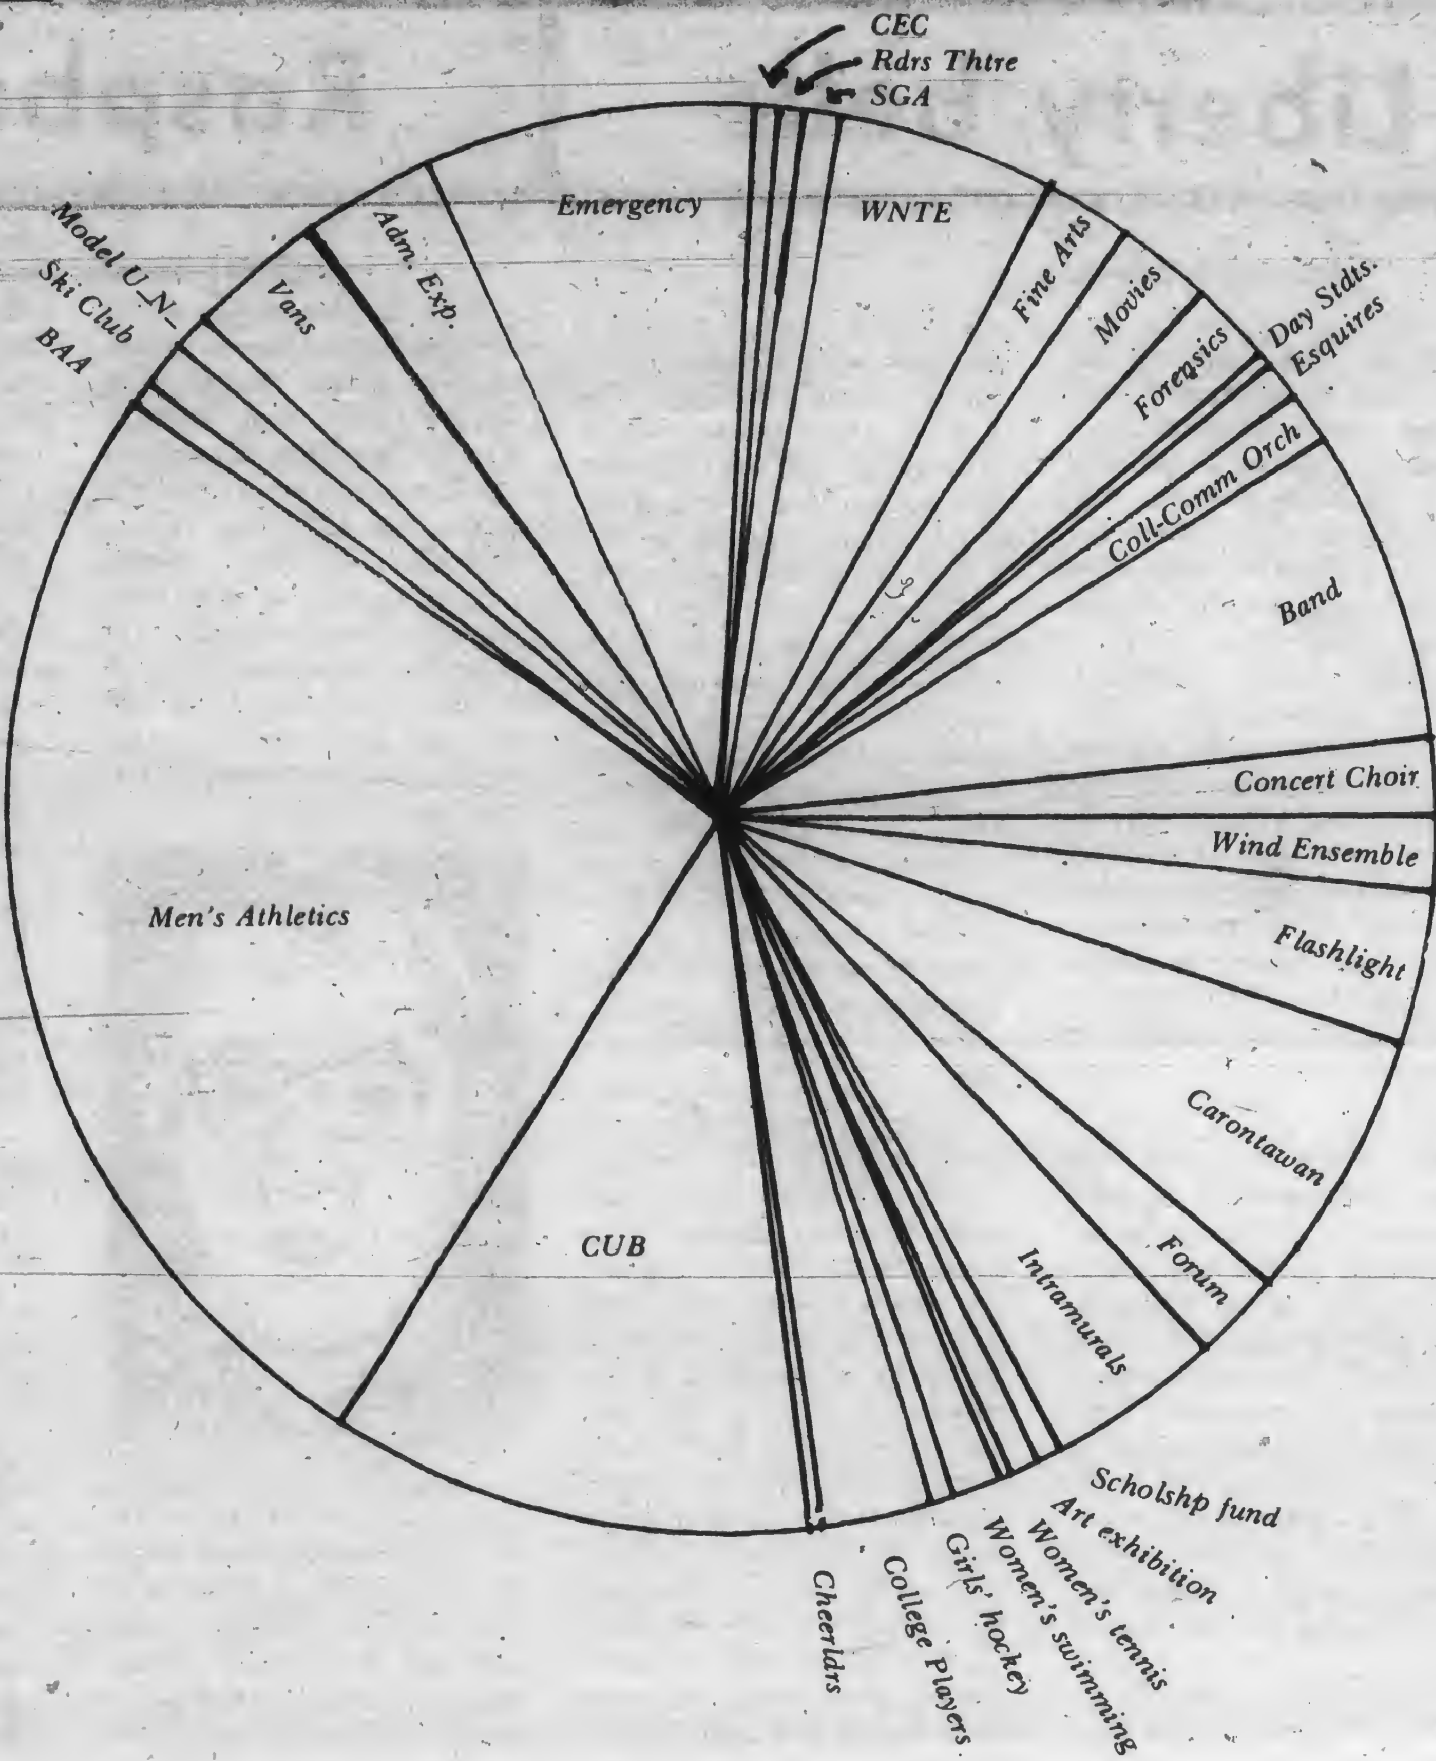 CEC
Rdrs Thtre
SGA
Emergency
WNTE
Fine Arts
Movies
Forensics
Day Stdts.
Esquires
Coll-Comm Orch
Band
Concert Choir
Wind Ensemble
Flashlight
Carontawan
Forum
Intramurals
Scholshp fund
Art exhibition
Women's tennis
Women's swimming
Girls' hockey
College Players
Cheerldrs
CUB
Men's Athletics
BAA
Ski Club
Model U_N_
Vans
Adm. Exp.